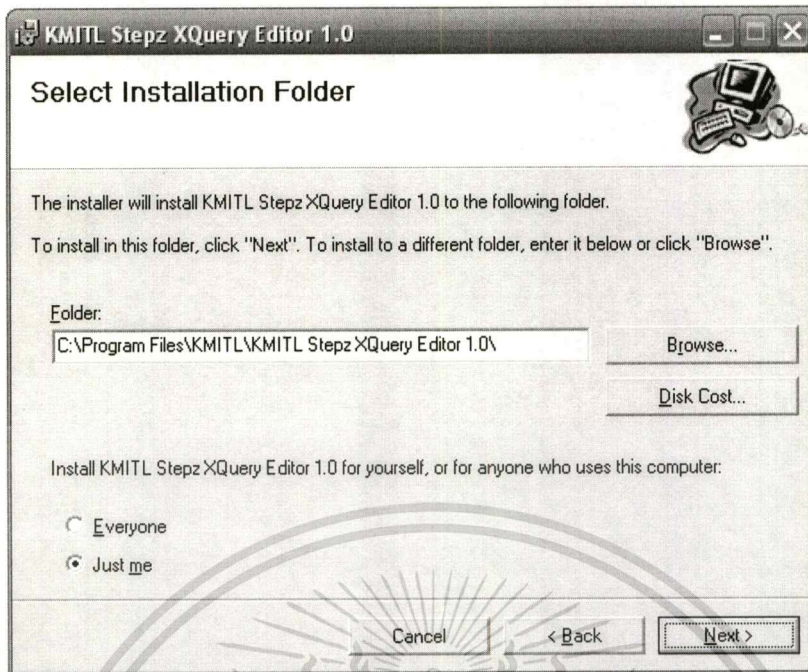 KMITL Stepz XQuery Editor 1.0
Select Installation Folder
The installer will install KMITL Stepz XQuery Editor 1.0 to the following folder.
To install in this folder, click "Next". To install to a different folder, enter it below or click "Browse".
Folder:
C:\Program Files\KMITL\KMITL Stepz XQuery Editor 1.0\
Browse...
Disk Cost...
Install KMITL Stepz XQuery Editor 1.0 for yourself, or for anyone who uses this computer:
Everyone
Just me
Cancel
< Back
Next >